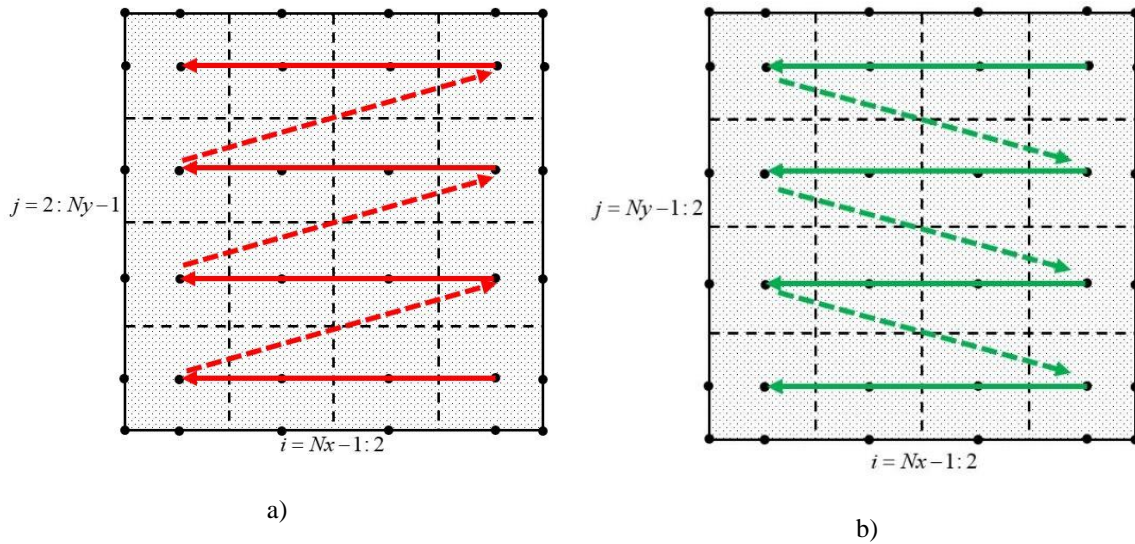 j = 2 : Ny−1
i = Nx−1 : 2
a)
j = Ny−1 : 2
i = Nx−1 : 2
b)